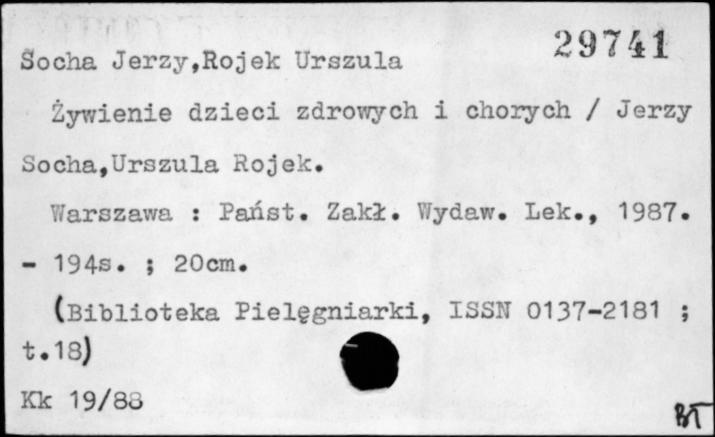 29741
Socha Jerzy,Rojek Urszula
Żywienie dzieci zdrowych i chorych / Jerzy
Socha,Urszula Rojek.
Warszawa : Państ. Zakł. Wydaw. Lek., 1987.
- 194s. ; 20cm.
(Biblioteka Pielęgniarki, ISSN 0137-2181 ;
t.18)
Kk 19/88
BT